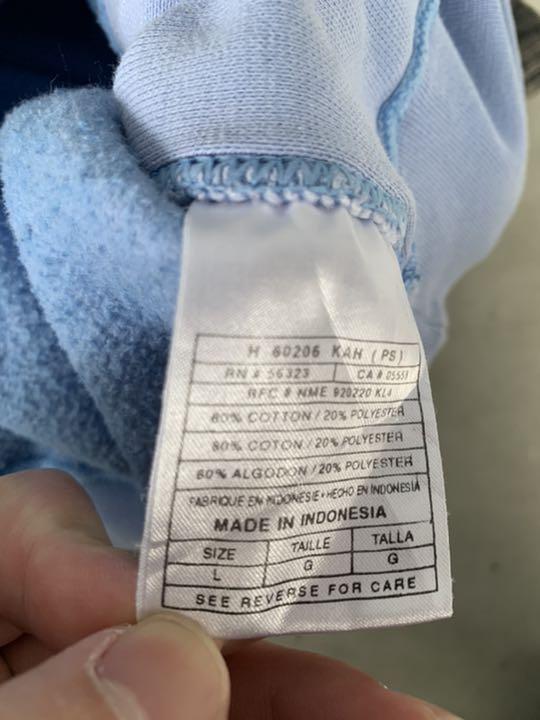 H 60206 KAH (PS)
RN # 56323 CA # 05553
RFC # NME 920220 KL4
80% COTTON / 20% POLYESTER
80% COTON / 20% POLYESTER
80% ALGODON / 20% POLYESTER
FABRIQUE EN INDONESIE • HECHO EN INDONESIA
MADE IN INDONESIA
SIZE TAILLE TALLA
L G G
SEE REVERSE FOR CARE